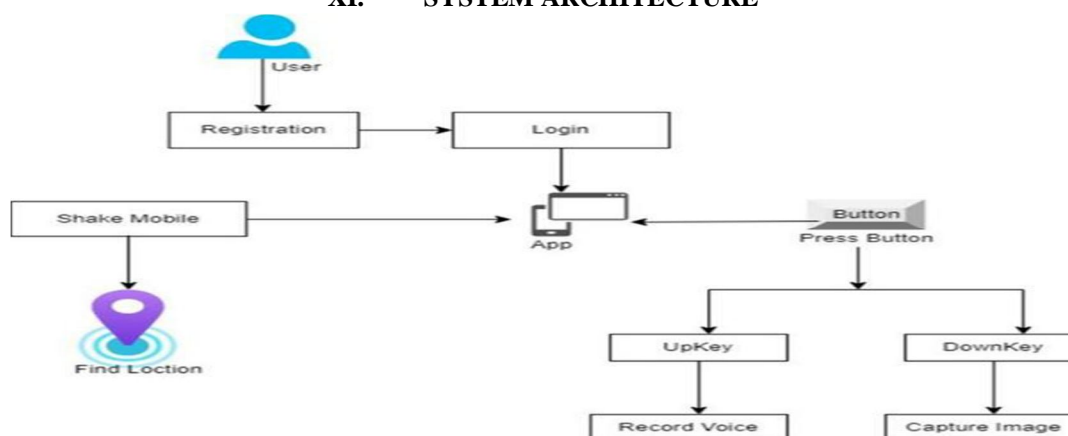 XI. SYSTEM ARCHITECTURE
User
Registration
Login
Shake Mobile
App
Button
Press Button
Find Loction
UpKey
DownKey
Record Voice
Capture Image